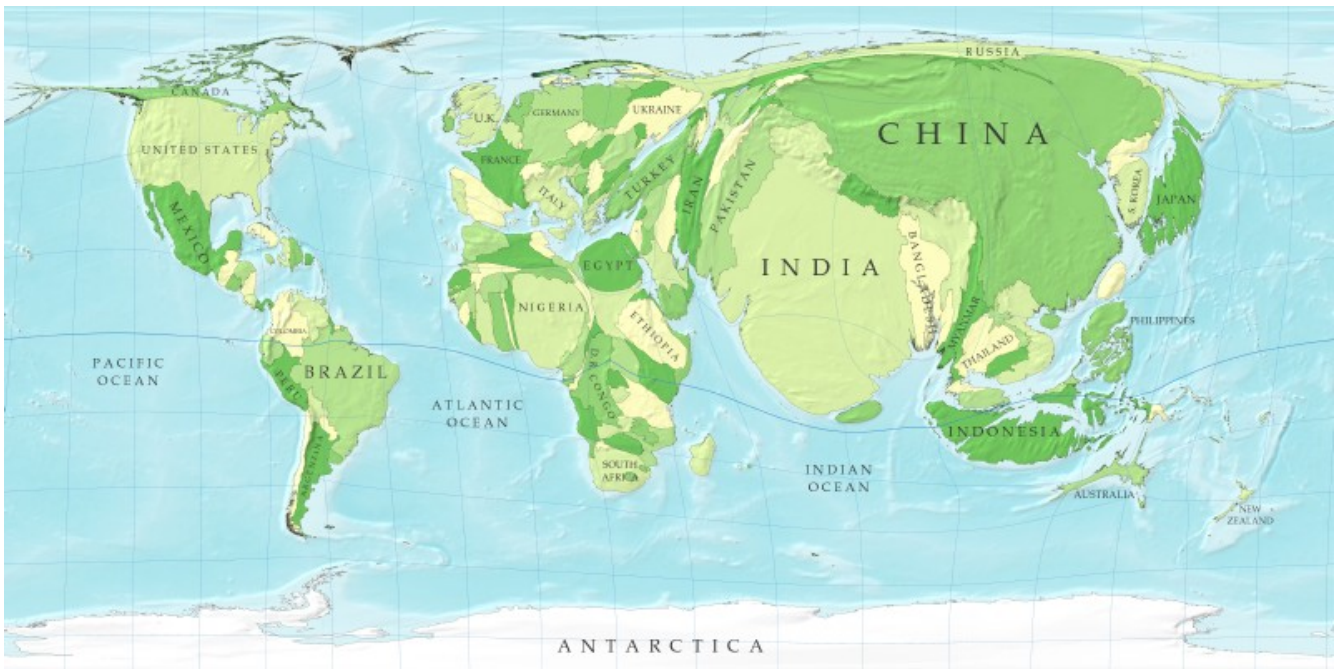 RUSSIA
CANADA
U.K.
GERMANY
UKRAINE
CHINA
UNITED STATES
FRANCE
ITALY
TURKEY
IRAN
PAKISTAN
S. KOREA
JAPAN
MEXICO
EGYPT
INDIA
BANGLADESH
NIGERIA
ETHIOPIA
MYANMAR
PHILIPPINES
COLOMBIA
THAILAND
PACIFIC
OCEAN
PERU
BRAZIL
D.R. CONGO
ATLANTIC
OCEAN
INDONESIA
ARGENTINA
SOUTH
AFRICA
INDIAN
OCEAN
AUSTRALIA
NEW
ZEALAND
ANTARCTICA